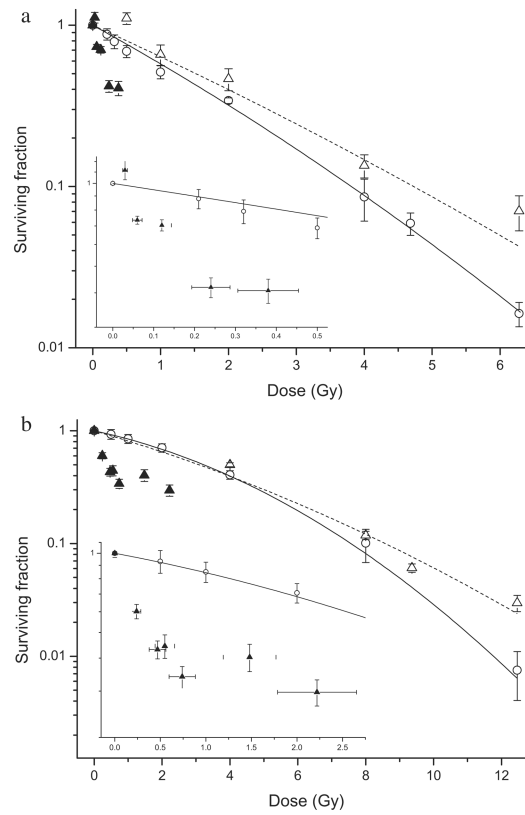 a
1
0.1
0.01
Surviving fraction
1
0.0 0.1 0.2 0.3 0.4 0.5
0 1 2 3 4 5 6
Dose (Gy)
b
1
0.1
0.01
Surviving fraction
1
0.0 0.5 1.0 1.5 2.0 2.5
0 2 4 6 8 10 12
Dose (Gy)